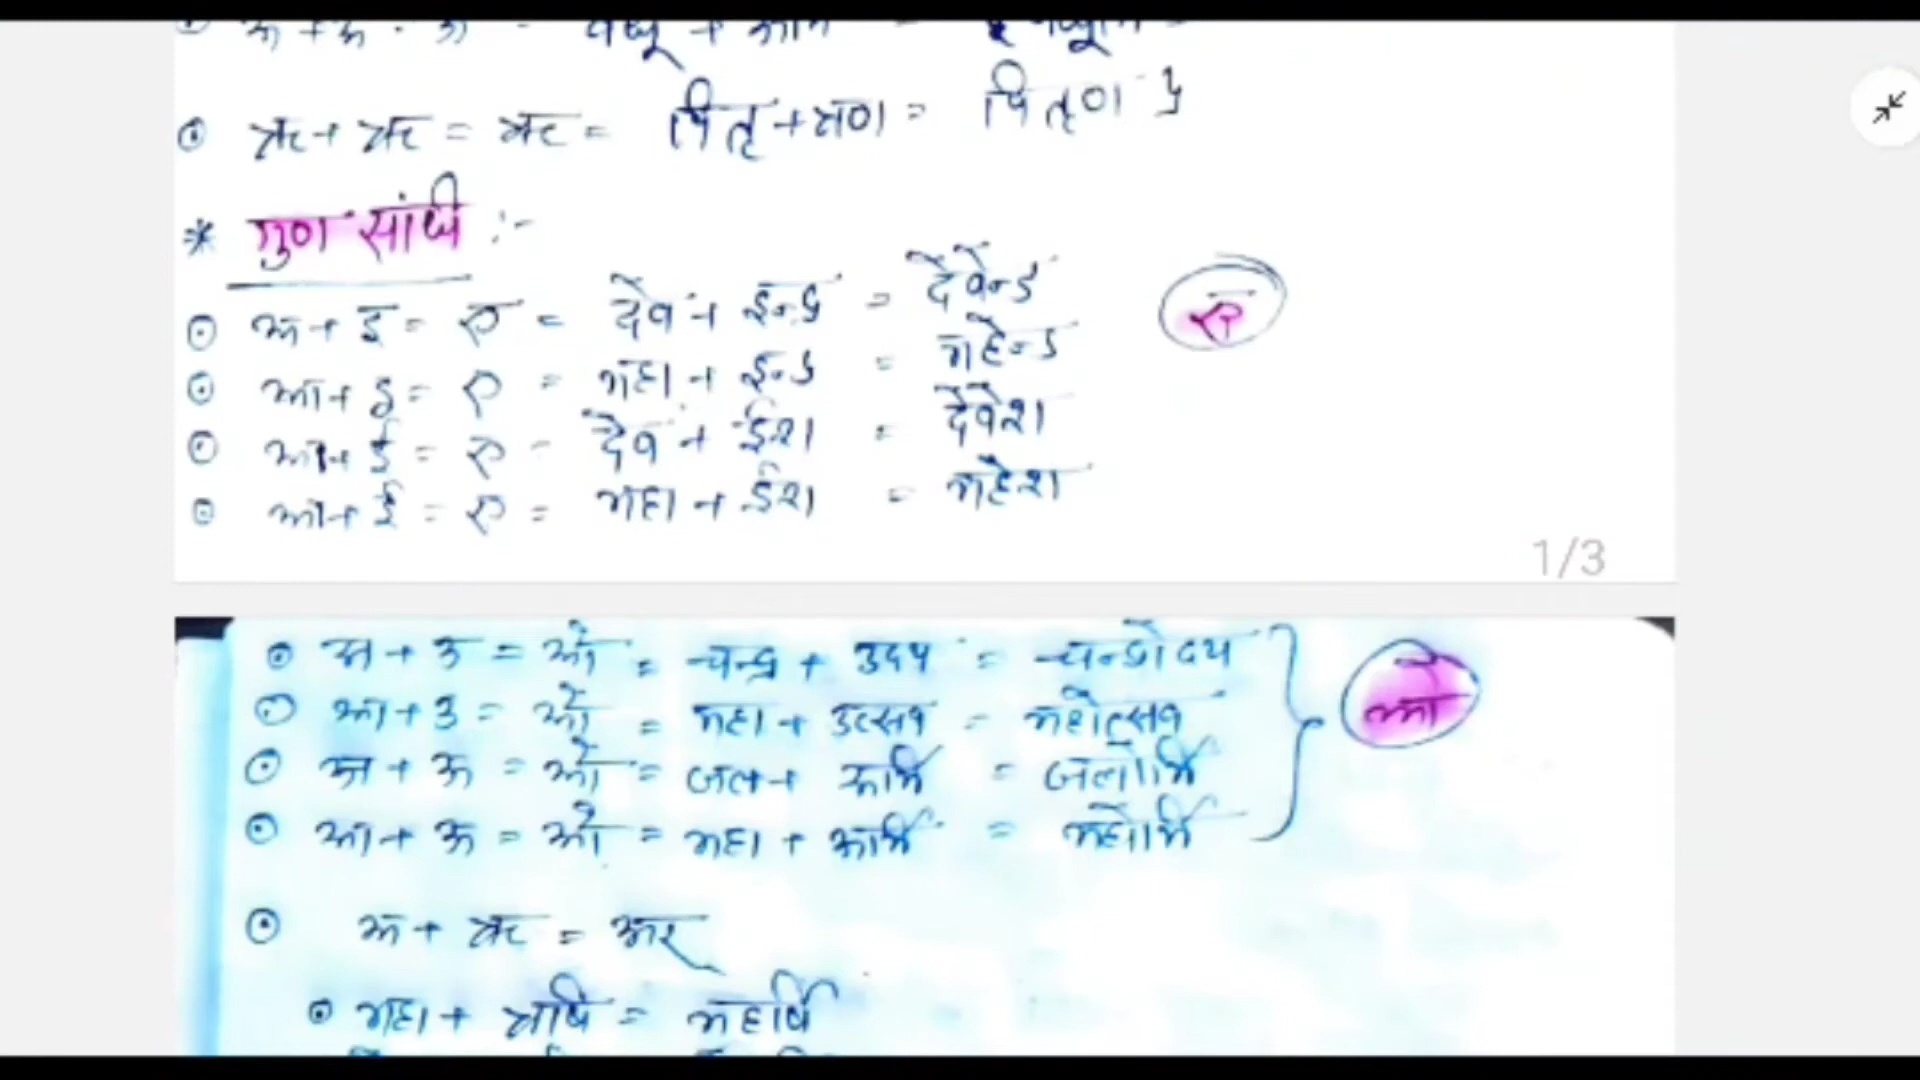 ऋ + ऋ = ऋ = पितृ + ऋण =
* गुण संधि :-
अ + इ = ए = देव + इन्द्र = देवेन्द्र
ए
आ + इ = ए = महा + इन्द्र = महेन्द्र
ई = ए = देव + ईश = देवेश
आ + ई = ए = महा + ईश = महेश
1/3
अ + उ = ओ = चन्द्र + उदय = चन्द्रोदय
ओ
आ + उ = ओ = महा + उत्सव = महोत्सव
अ + ऊ = ओ = जल + ऊर्मि = जलोर्मि
आ + ऊ = ओ = महा + ऊर्मि = महोर्मि
अ + ऋ = अर्
महा + ऋषि = महर्षि